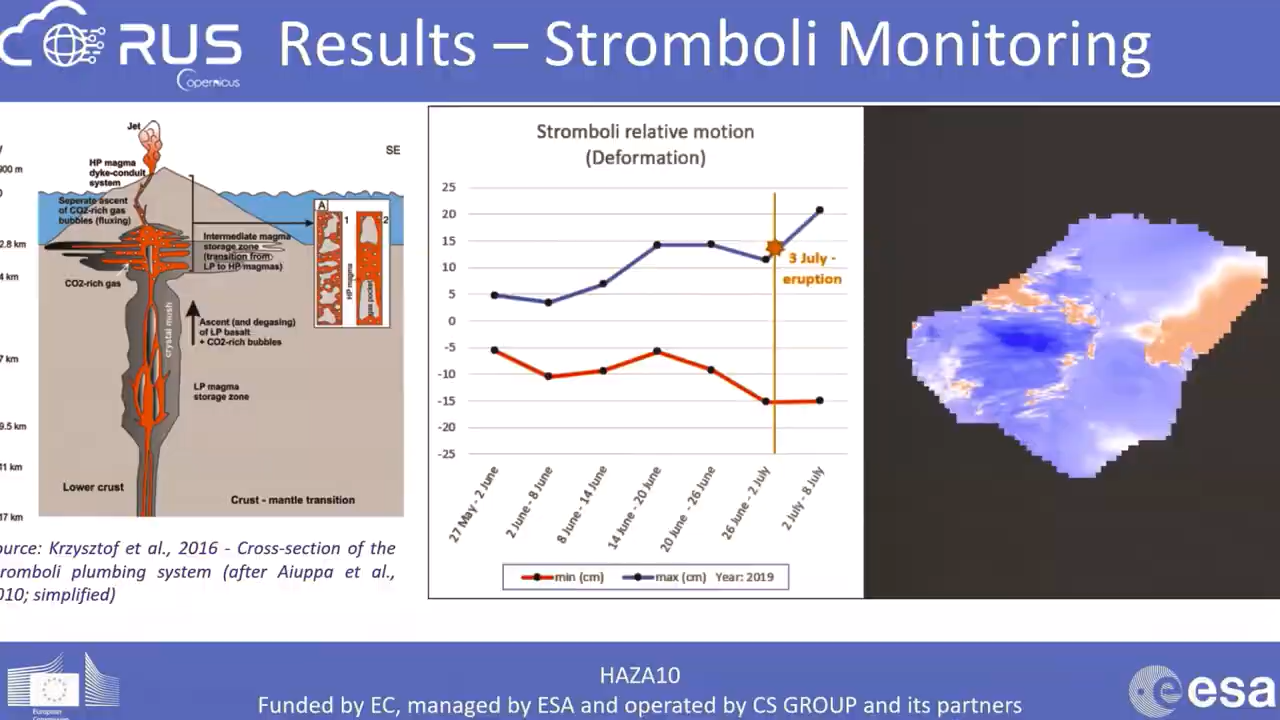 RUS
Copernicus
Results – Stromboli Monitoring
Jet
SE
HP magma
dyke-conduit
system
900 m
0
Seperate ascent
of CO2-rich gas
bubbles (fluxing)
A
1
2
Intermediate magma
storage zone
(transition from
LP to HP magmas)
2.8 km
4 km
CO2-rich gas
HP magma
gas pocket
crystal mush
Ascent (and degasing)
of LP basalt
+ CO2-rich bubbles
7 km
LP magma
storage zone
9.5 km
11 km
Lower crust
Crust - mantle transition
17 km
ource: Krzysztof et al., 2016 - Cross-section of the
romboli plumbing system (after Aiuppa et al.,
010; simplified)
Stromboli relative motion
(Deformation)
25
20
15
10
5
0
-5
-10
-15
-20
-25
3 July -
eruption
27 May - 2 June
2 June - 8 June
8 June - 14 June
14 June - 20 June
20 June - 26 June
26 June - 2 July
2 July - 8 July
min (cm) max (cm) Year: 2019
European
Commission
HAZA10
Funded by EC, managed by ESA and operated by CS GROUP and its partners
esa